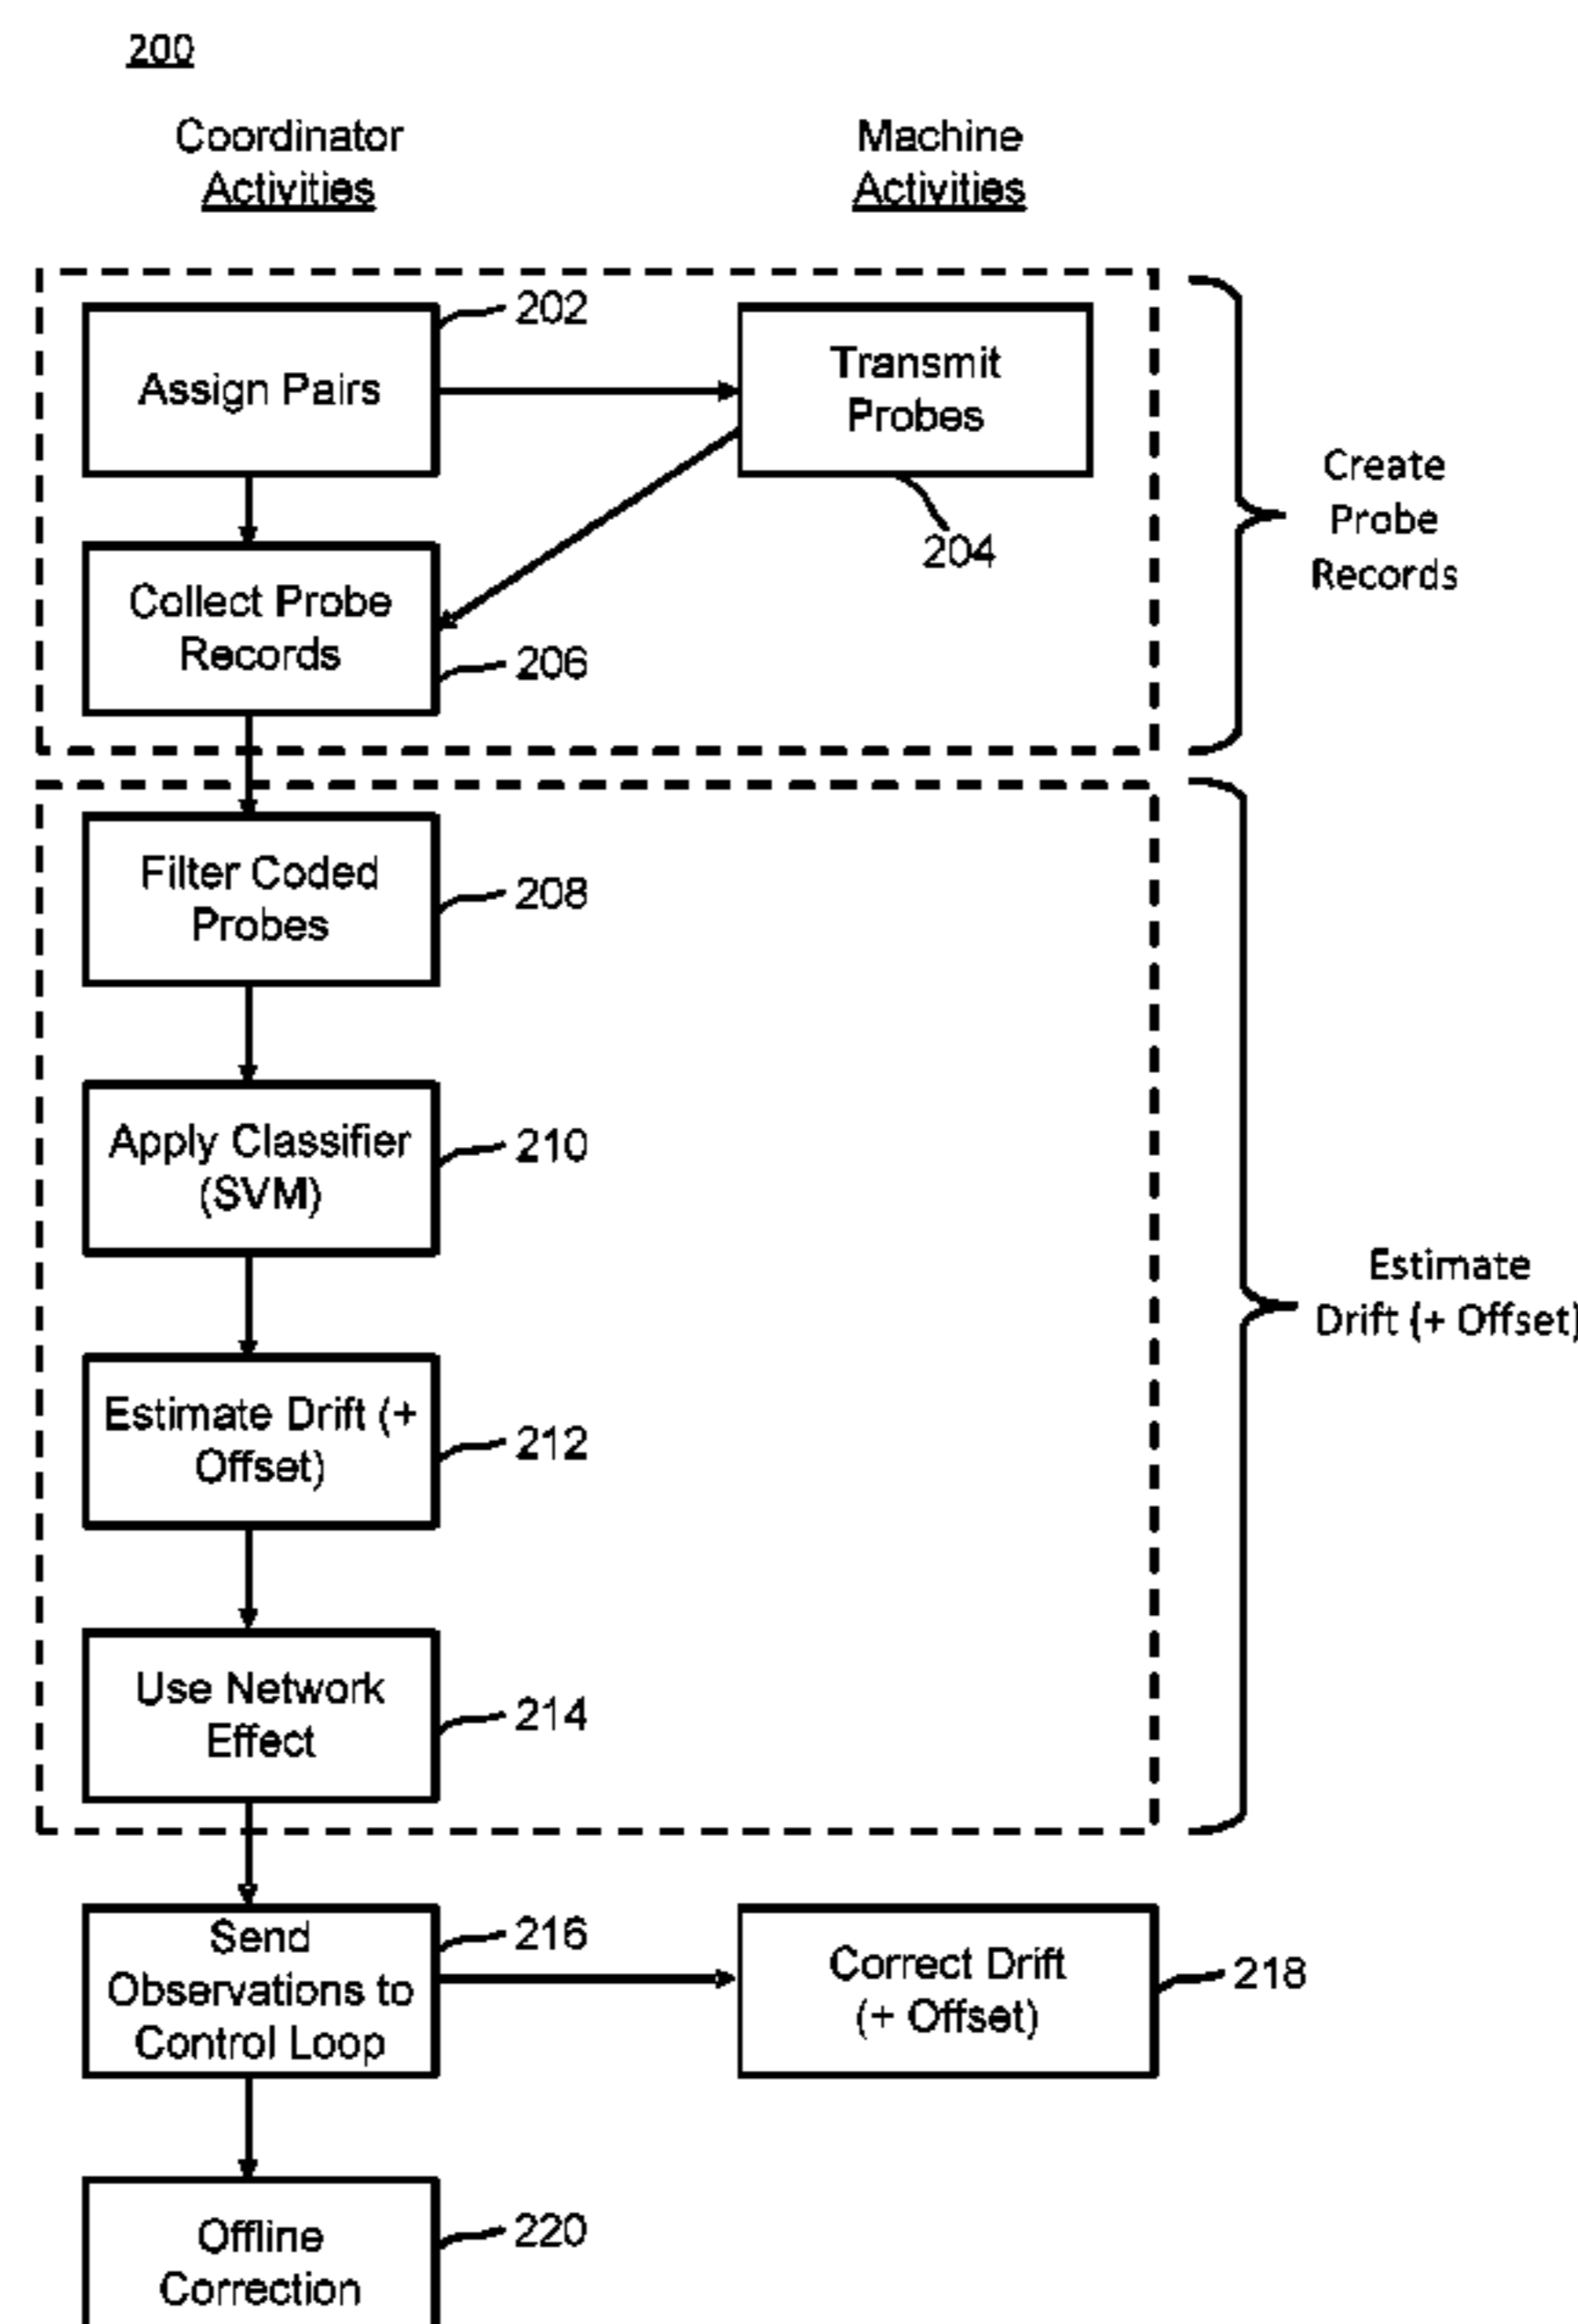 200
Coordinator
Activities
Machine
Activities
202
Assign Pairs
Transmit
Probes
204
Collect Probe
Records
206
Create
Probe
Records
Filter Coded
Probes
208
Apply Classifier
(SVM)
210
Estimate Drift (+
Offset)
212
Use Network
Effect
214
Estimate
Drift (+ Offset)
Send
Observations to
Control Loop
216
Correct Drift
(+ Offset)
218
Offline
Correction
220